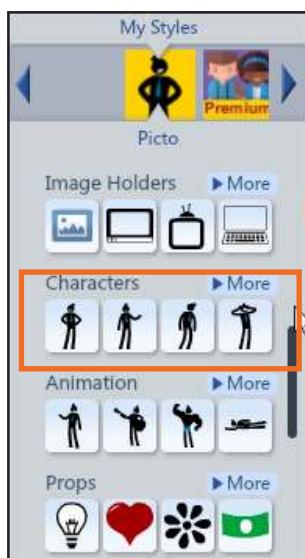 My Styles
Premium
Picto
Image Holders ▶More
Characters ▶More
Animation ▶More
Props ▶More